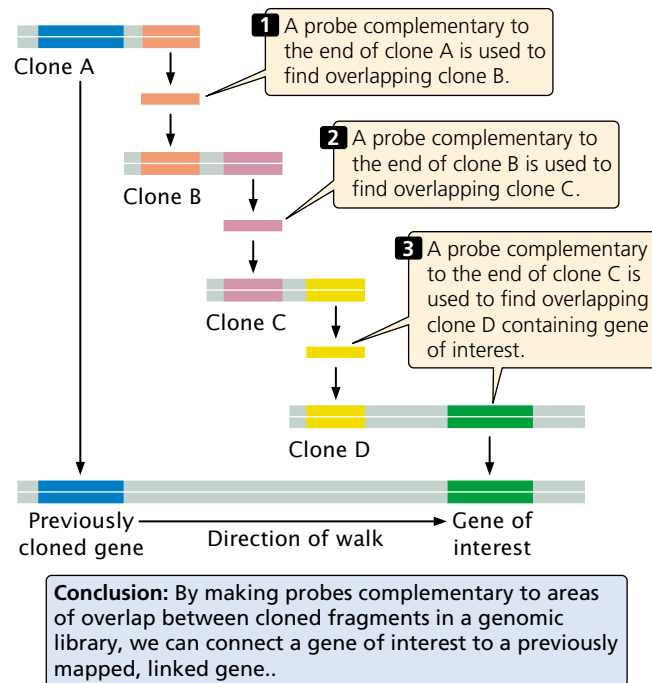 1 A probe complementary to
the end of clone A is used to
find overlapping clone B.
Clone A
2 A probe complementary to
the end of clone B is used to
find overlapping clone C.
Clone B
3 A probe complementary
to the end of clone C is
used to find overlapping
clone D containing gene
of interest.
Clone C
Clone D
Previously
cloned gene
Direction of walk
Gene of
interest
Conclusion: By making probes complementary to areas
of overlap between cloned fragments in a genomic
library, we can connect a gene of interest to a previously
mapped, linked gene..